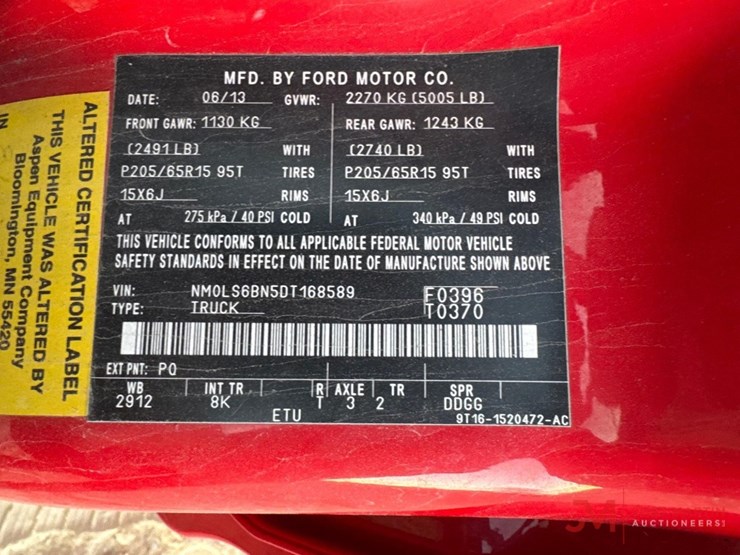 MFD. BY FORD MOTOR CO.
DATE: 06/13 GVWR: 2270 KG (5005 LB)
FRONT GAWR: 1130 KG REAR GAWR: 1243 KG
(2491 LB) WITH (2740 LB) WITH
P205/65R15 95T TIRES P205/65R15 95T TIRES
15X6J RIMS 15X6J RIMS
AT 275 kPa / 40 PSI COLD AT 340 kPa / 49 PSI COLD
THIS VEHICLE CONFORMS TO ALL APPLICABLE FEDERAL MOTOR VEHICLE
SAFETY STANDARDS IN EFFECT ON THE DATE OF MANUFACTURE SHOWN ABOVE
VIN: NM0LS6BN5DT168589 F0396
TYPE: TRUCK T0370
EXT PNT: PQ
WB INT TR R AXLE TR SPR
2912 8K T 3 2 DDGG
ETU 9T16-1520472-AC
ALTERED CERTIFICATION LABEL
THIS VEHICLE WAS ALTERED BY
Aspen Equipment Company
Bloomington, MN 55420
IN
AUCTIONEERS